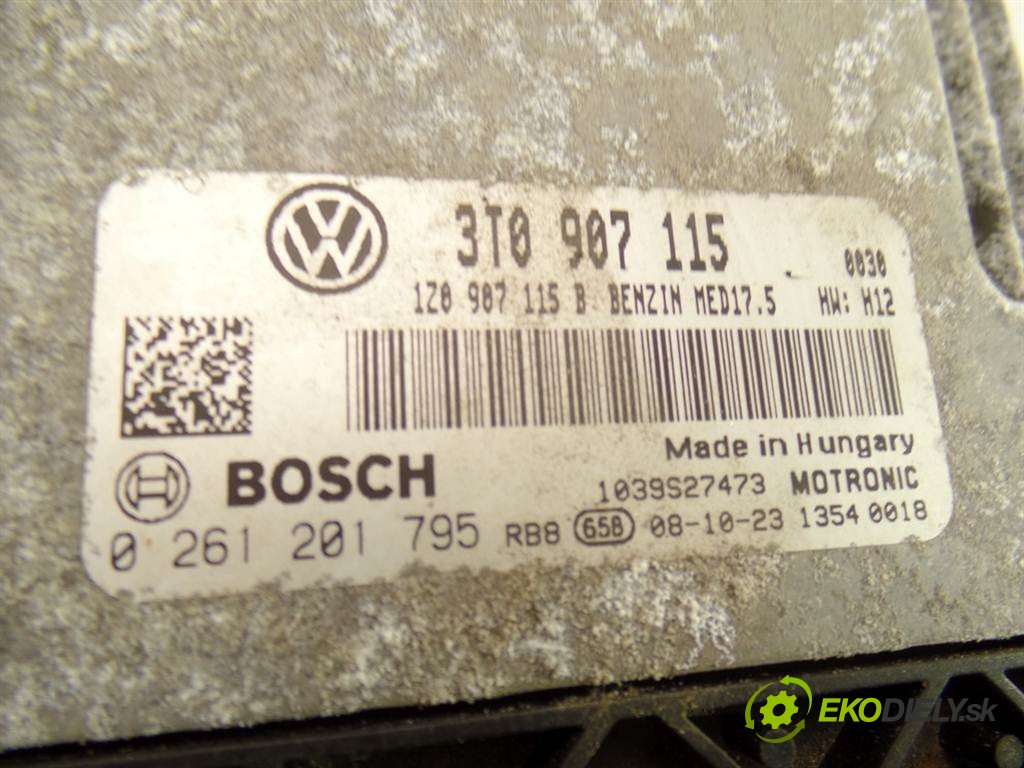 3T0 907 115
0030
1Z0 907 115 B BENZIN MED17.5 HW: H12
Made in Hungary
BOSCH
1039S27473 MOTRONIC
0 261 201 795 RB8 658 08-10-23 1354 0018
EKODIELY.sk